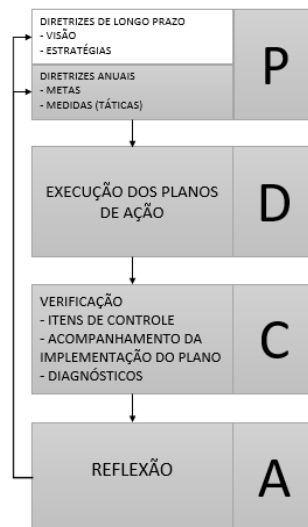 DIRETRIZES DE LONGO PRAZO
- VISÃO
- ESTRATÉGIAS
DIRETRIZES ANUAIS
- METAS
- MEDIDAS (TÁTICAS)
P
EXECUÇÃO DOS PLANOS
DE AÇÃO
D
VERIFICAÇÃO
- ITENS DE CONTROLE
- ACOMPANHAMENTO DA
IMPLEMENTAÇÃO DO PLANO
- DIAGNÓSTICOS
C
REFLEXÃO
A